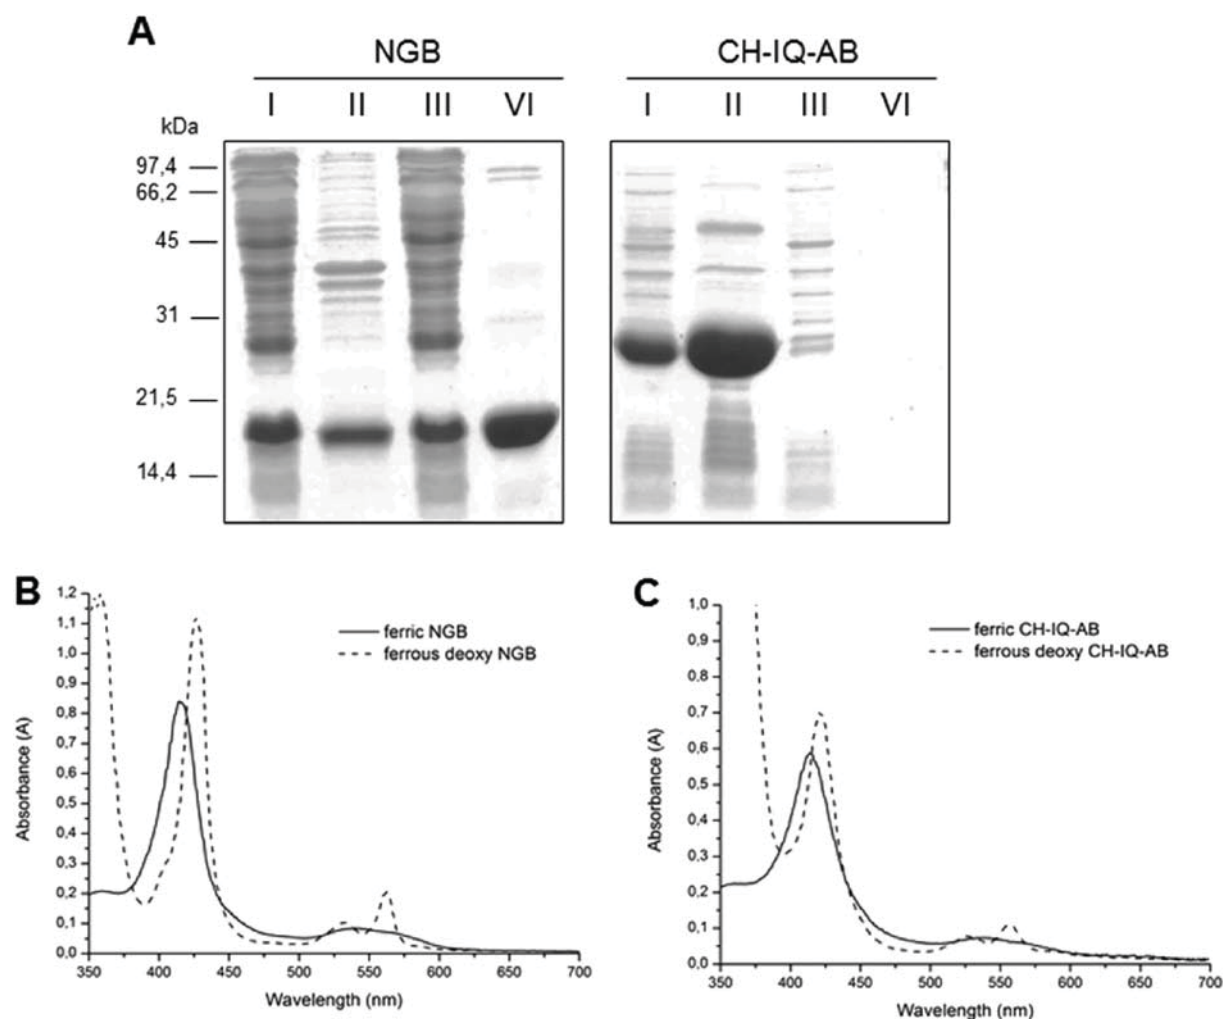 A
NGB
CH-IQ-AB
I II III VI
I II III VI
kDa
97,4
66,2
45
31
21,5
14,4
B
ferric NGB
ferrous deoxy NGB
Absorbance (A)
1,2
1,1
1,0
0,9
0,8
0,7
0,6
0,5
0,4
0,3
0,2
0,1
0,0
350 400 450 500 550 600 650 700
Wavelength (nm)
C
ferric CH-IQ-AB
ferrous deoxy CH-IQ-AB
Absorbance (A)
1,0
0,9
0,8
0,7
0,6
0,5
0,4
0,3
0,2
0,1
0,0
350 400 450 500 550 600 650 700
Wavelength (nm)